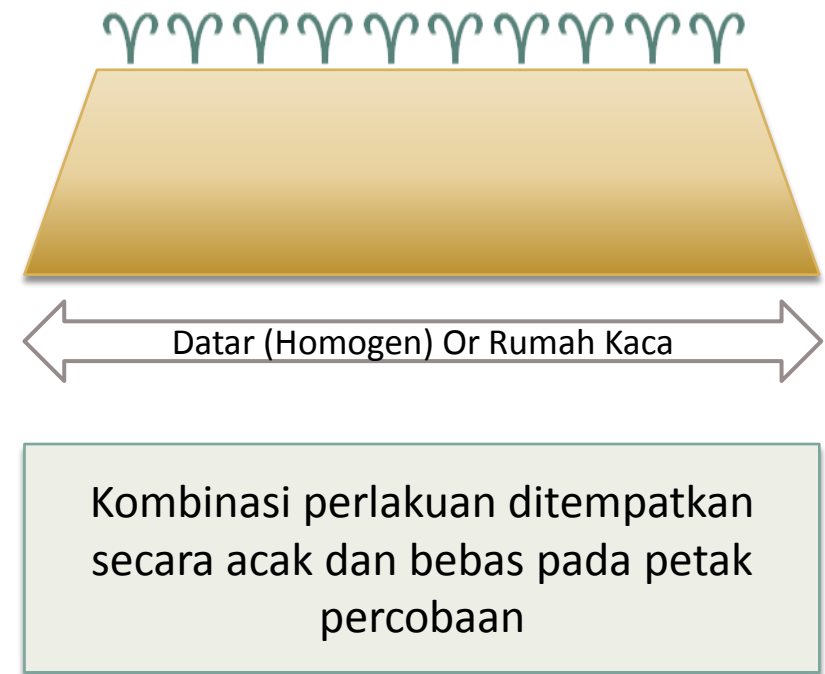 Datar (Homogen) Or Rumah Kaca
Kombinasi perlakuan ditempatkan
secara acak dan bebas pada petak
percobaan